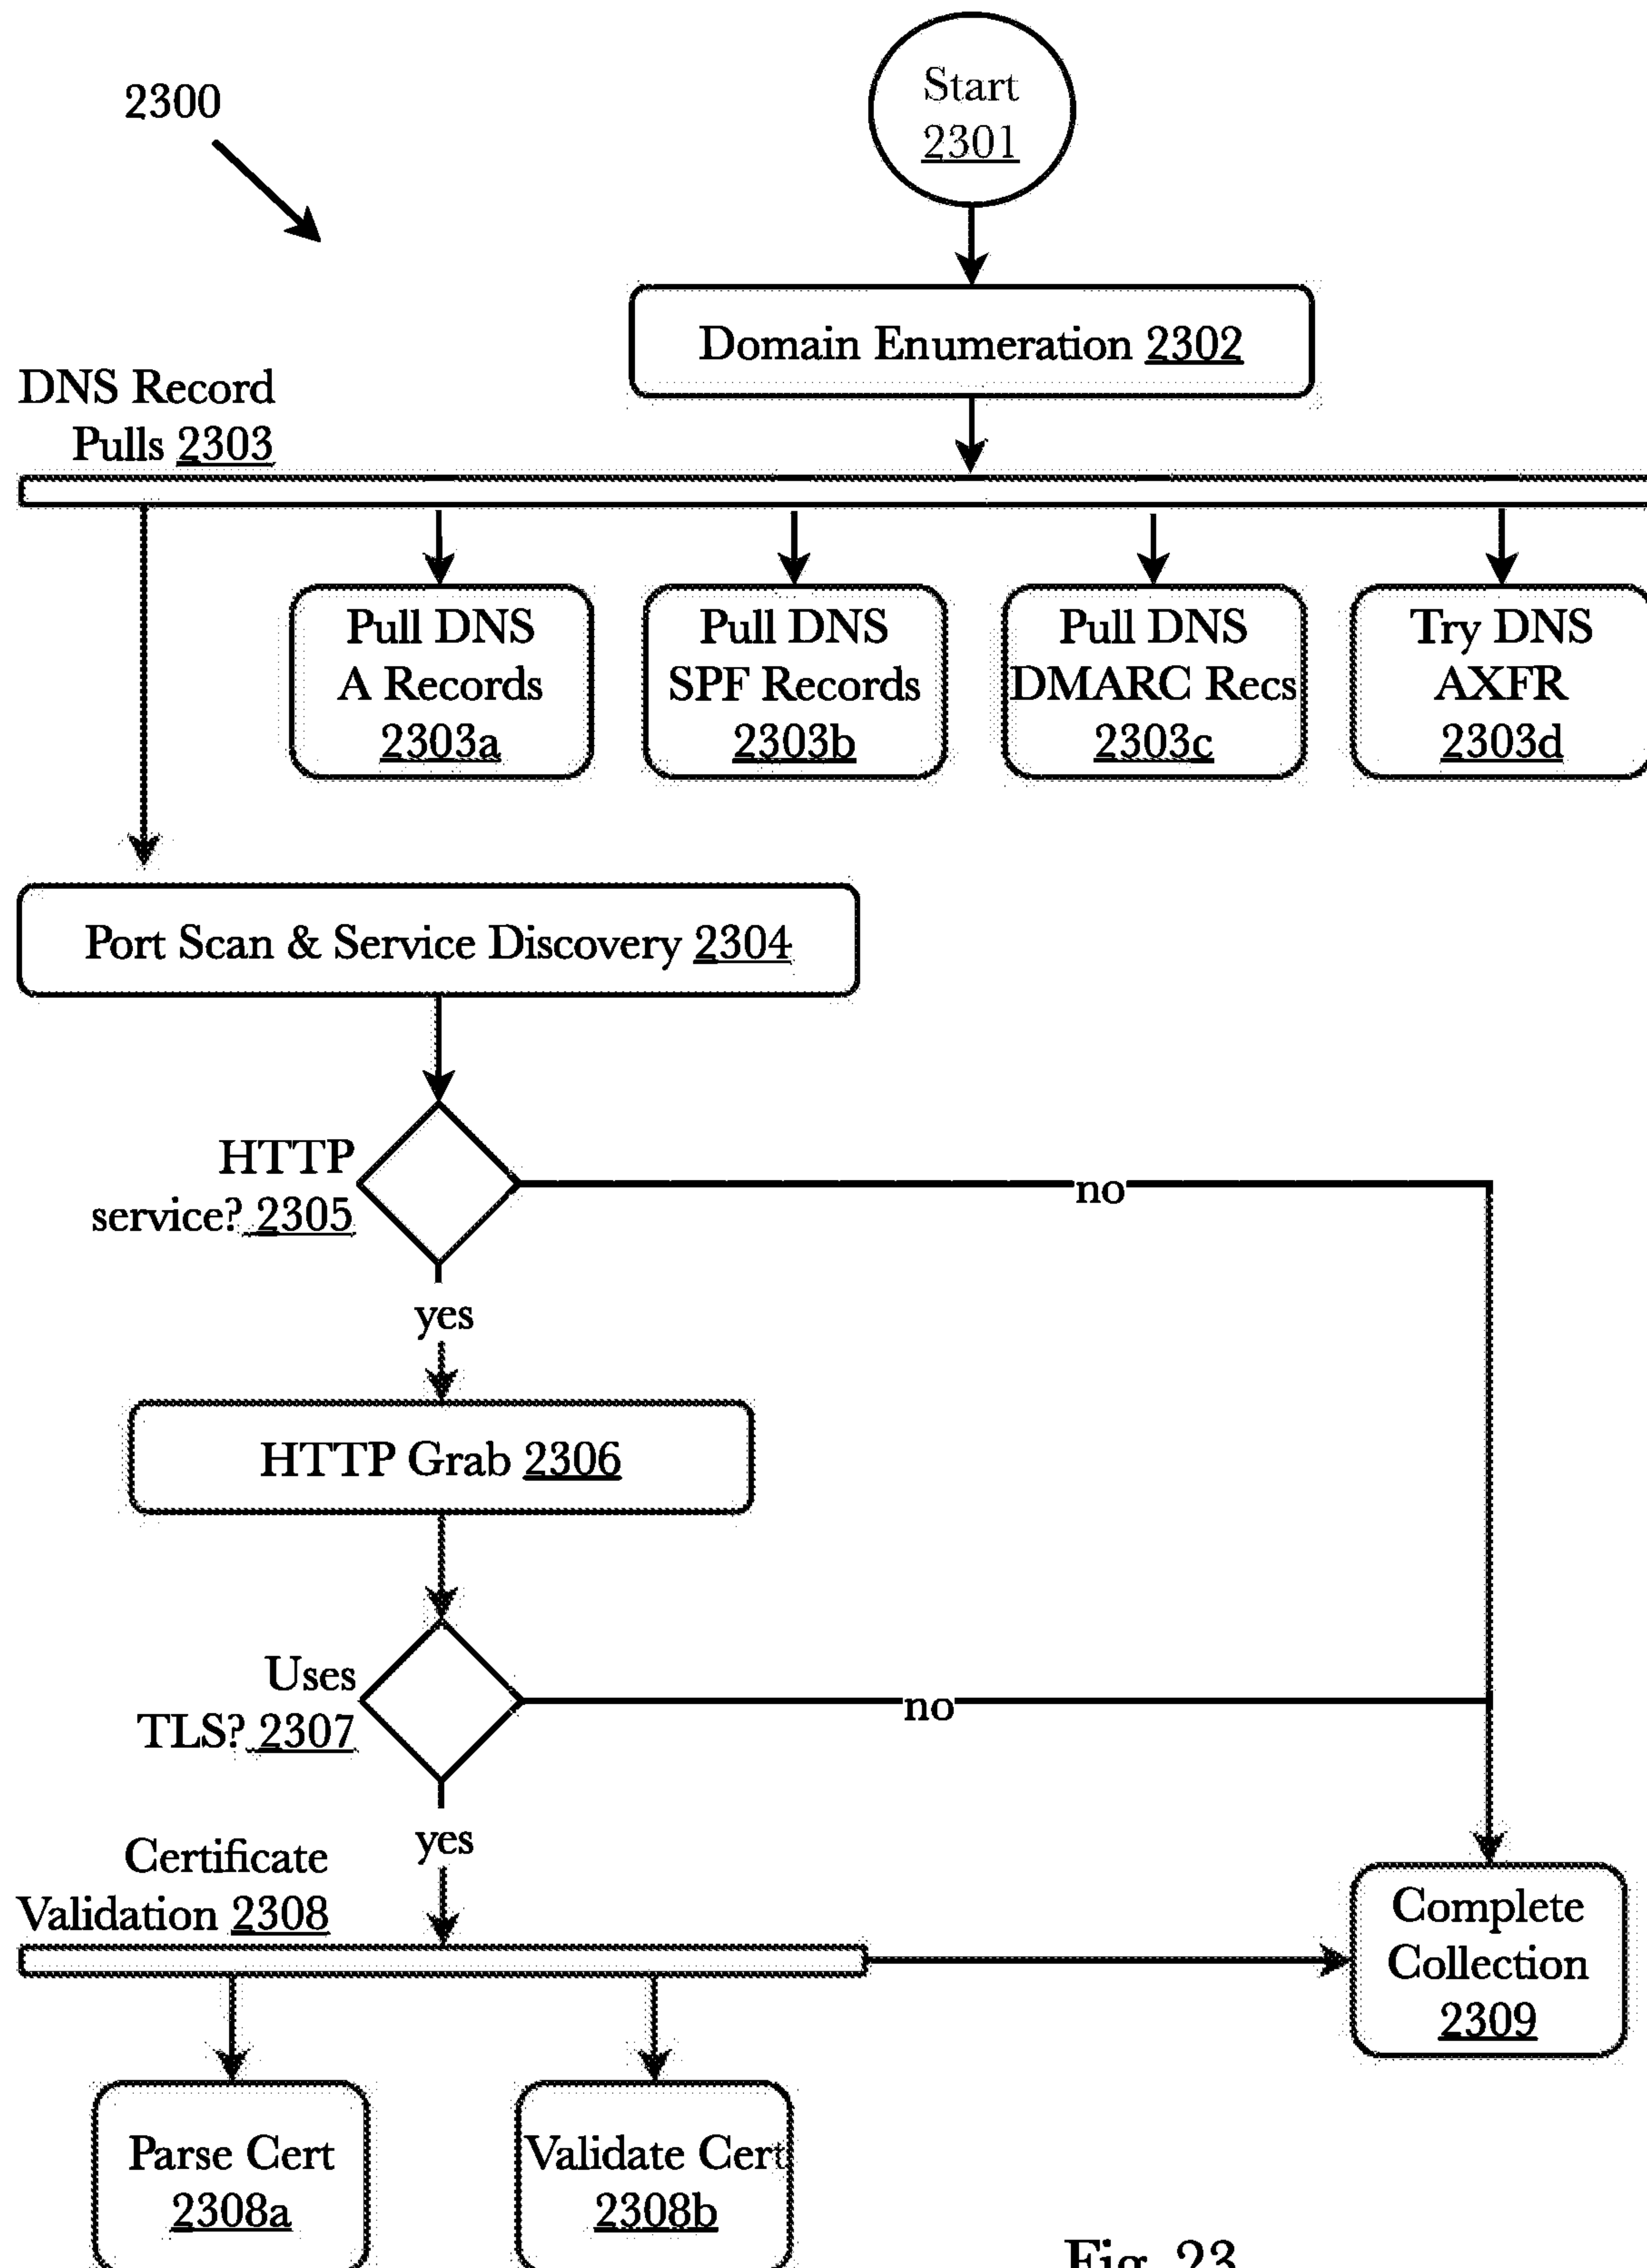 2300
Start
2301
Domain Enumeration 2302
DNS Record
Pulls 2303
Pull DNS
A Records
2303a
Pull DNS
SPF Records
2303b
Pull DNS
DMARC Recs
2303c
Try DNS
AXFR
2303d
Port Scan & Service Discovery 2304
HTTP
service? 2305
no
yes
HTTP Grab 2306
Uses
TLS? 2307
no
yes
Certificate
Validation 2308
Complete
Collection
2309
Parse Cert
2308a
Validate Cert
2308b
Fig. 23